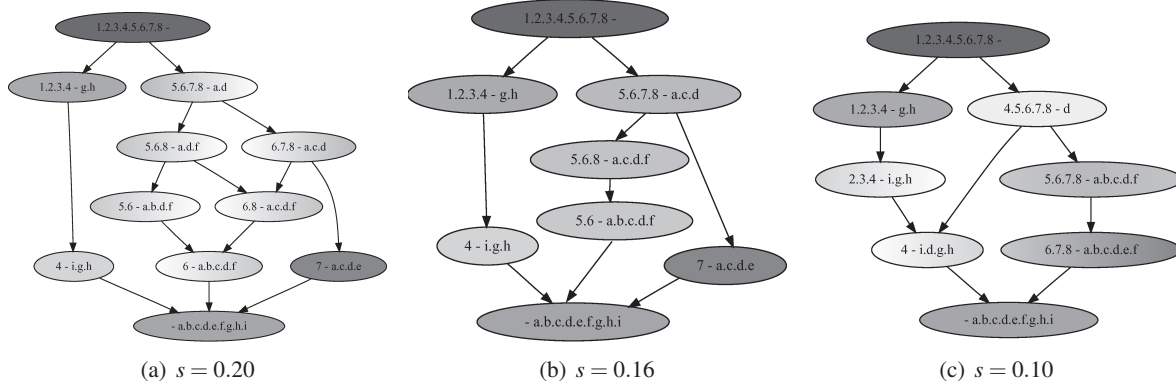 1.2.3.4.5.6.7.8 -
1.2.3.4 - g.h
5.6.7.8 - a.d
5.6.8 - a.d.f
6.7.8 - a.c.d
5.6 - a.b.d.f
6.8 - a.c.d.f
4 - i.g.h
6 - a.b.c.d.f
7 - a.c.d.e
- a.b.c.d.e.f.g.h.i
(a) s = 0.20
1.2.3.4.5.6.7.8 -
1.2.3.4 - g.h
5.6.7.8 - a.c.d
5.6.8 - a.c.d.f
5.6 - a.b.c.d.f
4 - i.g.h
7 - a.c.d.e
- a.b.c.d.e.f.g.h.i
(b) s = 0.16
1.2.3.4.5.6.7.8 -
1.2.3.4 - g.h
4.5.6.7.8 - d
2.3.4 - i.g.h
5.6.7.8 - a.b.c.d.f
4 - i.d.g.h
6.7.8 - a.b.c.d.e.f
- a.b.c.d.e.f.g.h.i
(c) s = 0.10